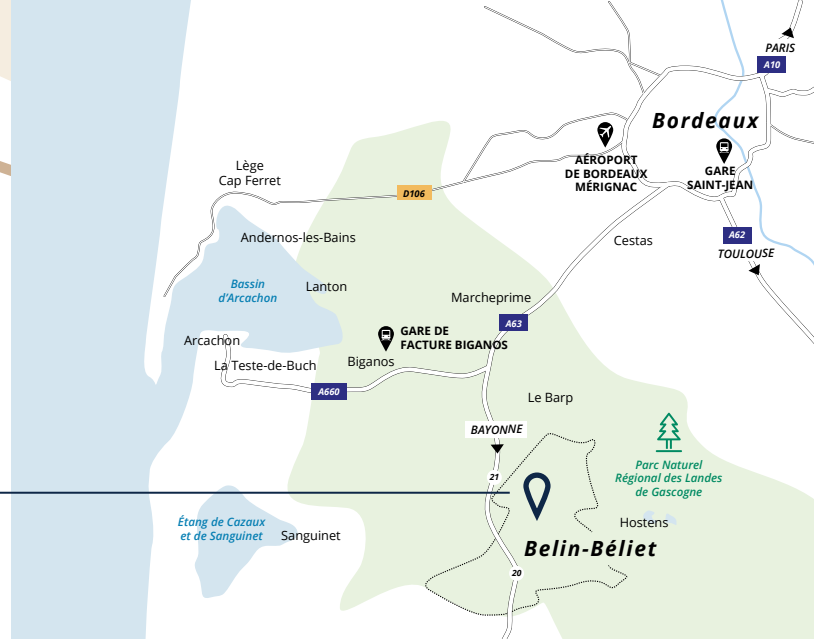 PARIS
A10
Bordeaux
AÉROPORT
DE BORDEAUX
MÉRIGNAC
GARE
SAINT-JEAN
Lège
Cap Ferret
D106
A62
TOULOUSE
Cestas
Andernos-les-Bains
Bassin
d'Arcachon
Lanton
Marcheprime
A63
GARE DE
FACTURE BIGANOS
Arcachon
La Teste-de-Buch
Biganos
A660
Le Barp
BAYONNE
21
Parc Naturel
Régional des Landes
de Gascogne
Étang de Cazaux
et de Sanguinet
Sanguinet
Hostens
Belin-Béliet
20